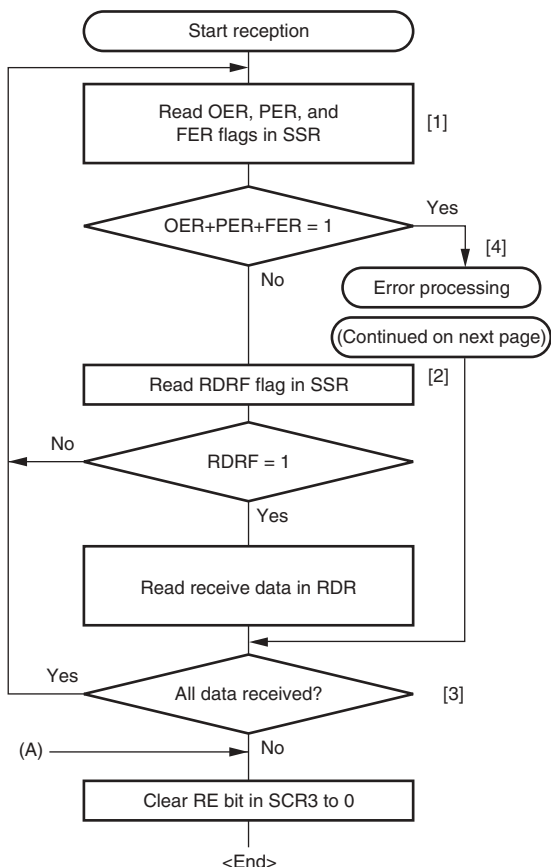 Start reception
Read OER, PER, and
FER flags in SSR
[1]
OER+PER+FER = 1
Yes
[4]
No
Error processing
(Continued on next page)
Read RDRF flag in SSR
[2]
No
RDRF = 1
Yes
Read receive data in RDR
Yes
All data received?
[3]
(A)
No
Clear RE bit in SCR3 to 0
<End>